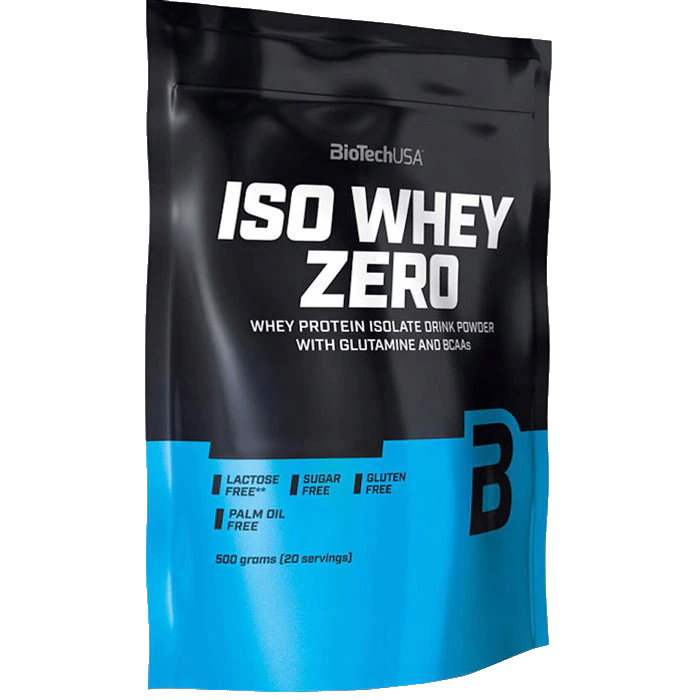 BioTechUSA™
ISO WHEY
ZERO
WHEY PROTEIN ISOLATE DRINK POWDER
WITH GLUTAMINE AND BCAAs
LACTOSE
FREE**
SUGAR
FREE
GLUTEN
FREE
PALM OIL
FREE
B
500 grams (20 servings)